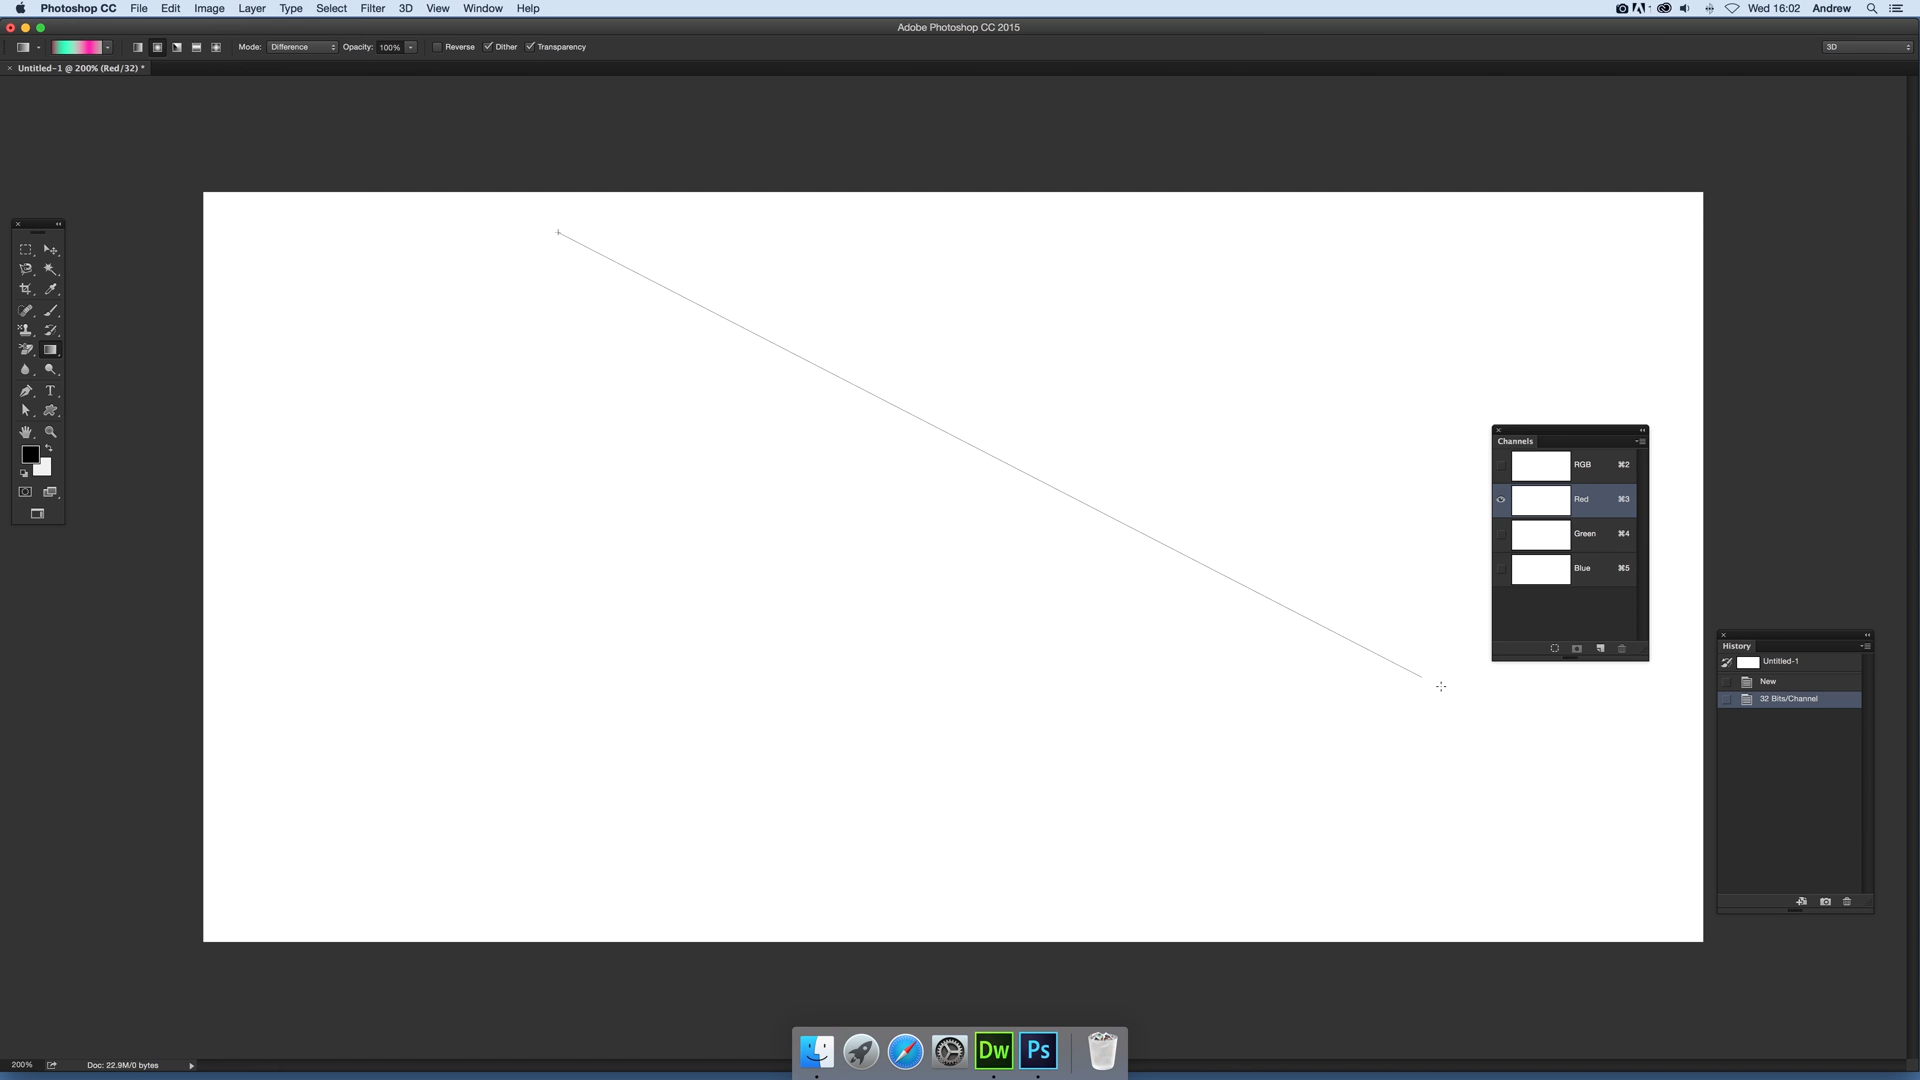 Photoshop CC File Edit Image Layer Type Select Filter 3D View Window Help 1 Wed 16:02 Andrew
Adobe Photoshop CC 2015
Mode: Difference Opacity: 100% Reverse Dither Transparency 3D
Untitled-1 @ 200% (Red/32) *
T
Channels
RGB ⌘2
Red ⌘3
Green ⌘4
Blue ⌘5
History
Untitled-1
New
32 Bits/Channel
Dw Ps
200% Doc: 22.9M/0 bytes